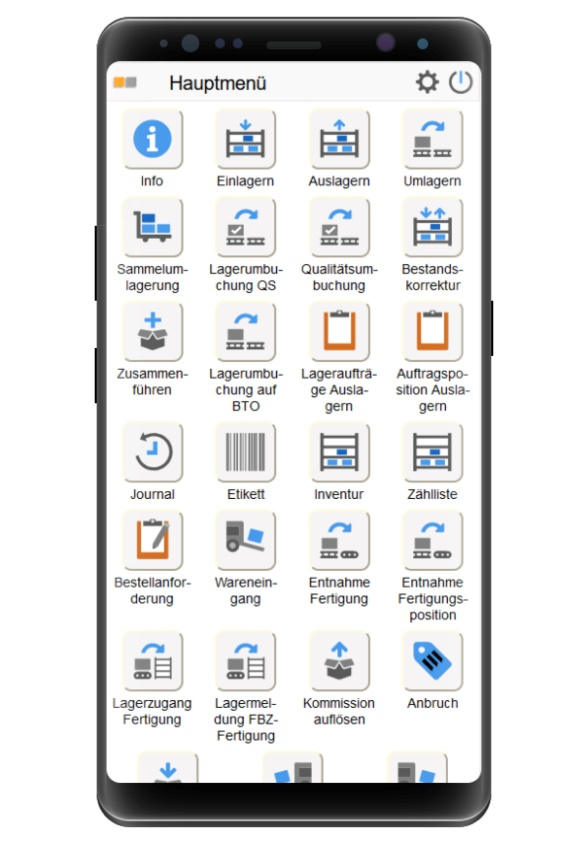 Hauptmenü
Info Einlagern Auslagern Umlagern
Sammelum- Lagerumbu- Qualitätsum- Bestands-
lagerung chung QS buchung korrektur
Zusammen- Lagerumbu- Lageraufträ- Auftragspo-
führen chung auf ge Ausla- sition Ausla-
BTO gern gern
Journal Etikett Inventur Zählliste
Bestellanfor- Warenein- Entnahme Entnahme
derung gang Fertigung Fertigungs-
position
Lagerzugang Lagermel- Kommission Anbruch
Fertigung dung FBZ- auflösen
Fertigung